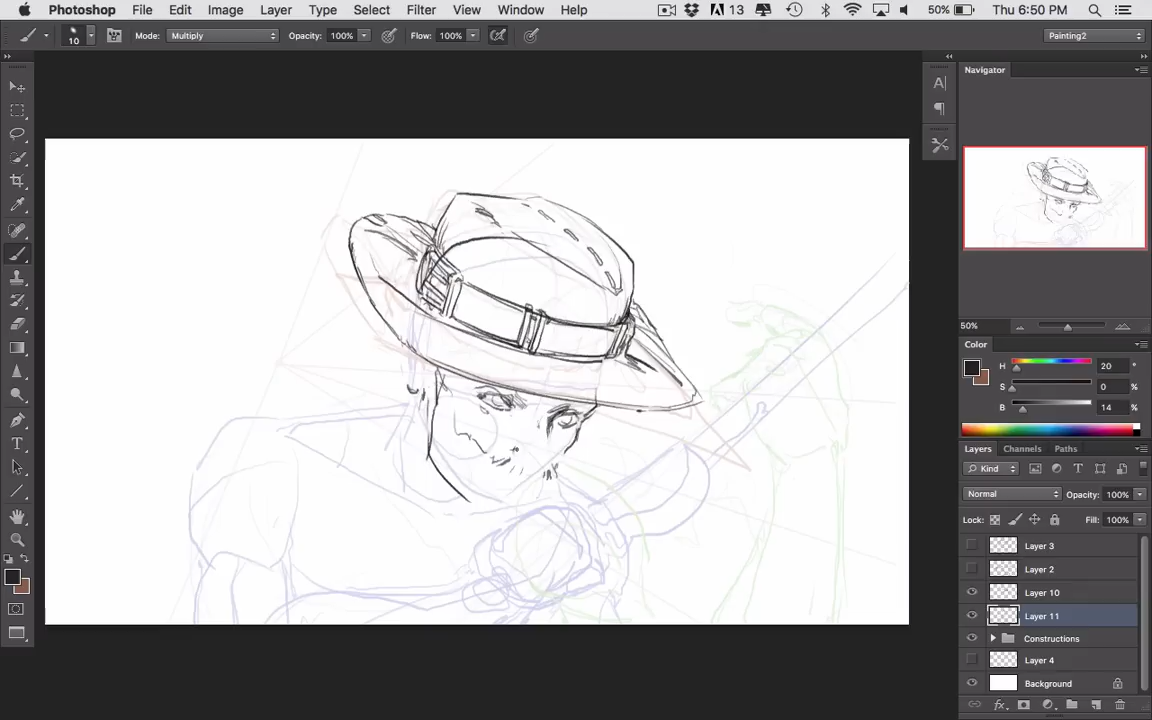 Photoshop File Edit Image Layer Type Select Filter View Window Help 13 50% Thu 6:50 PM
10 Mode: Multiply Opacity: 100% Flow: 100% Painting2
Navigator
50%
Color
H 20 °
S 0 %
B 14 %
Layers Channels Paths
Kind
Normal Opacity: 100%
Lock: Fill: 100%
Layer 3
Layer 2
Layer 10
Layer 11
Constructions
Layer 4
Background
fx